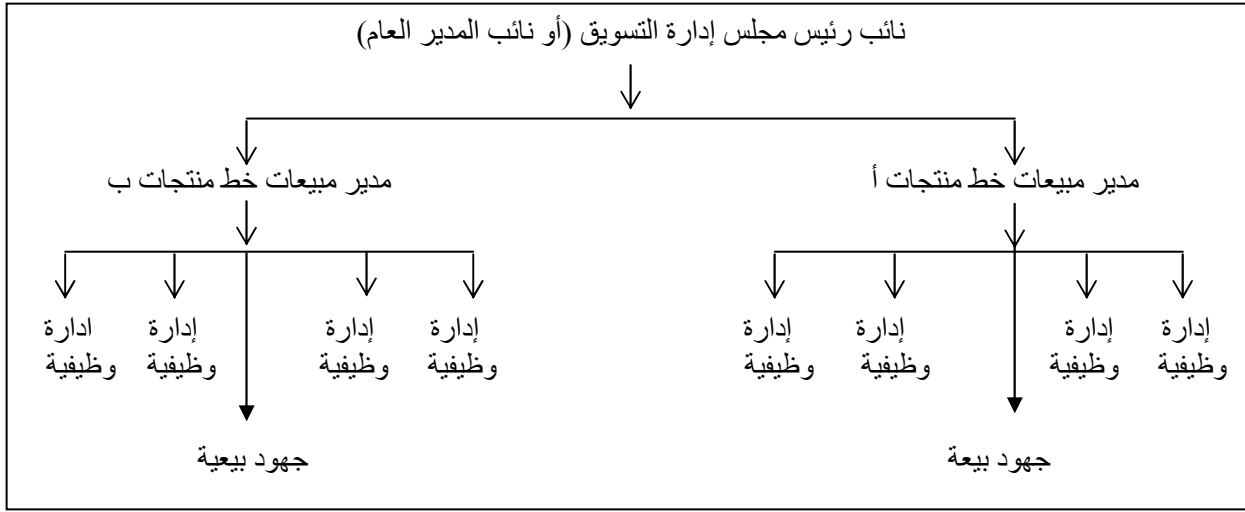 نائب رئيس مجلس إدارة التسويق (أو نائب المدير العام)
مدير مبيعات خط منتجات أ
مدير مبيعات خط منتجات ب
إدارة
وظيفية
إدارة
وظيفية
إدارة
وظيفية
إدارة
وظيفية
إدارة
وظيفية
إدارة
وظيفية
إدارة
وظيفية
ادارة
وظيفية
جهود بيعة
جهود بيعية